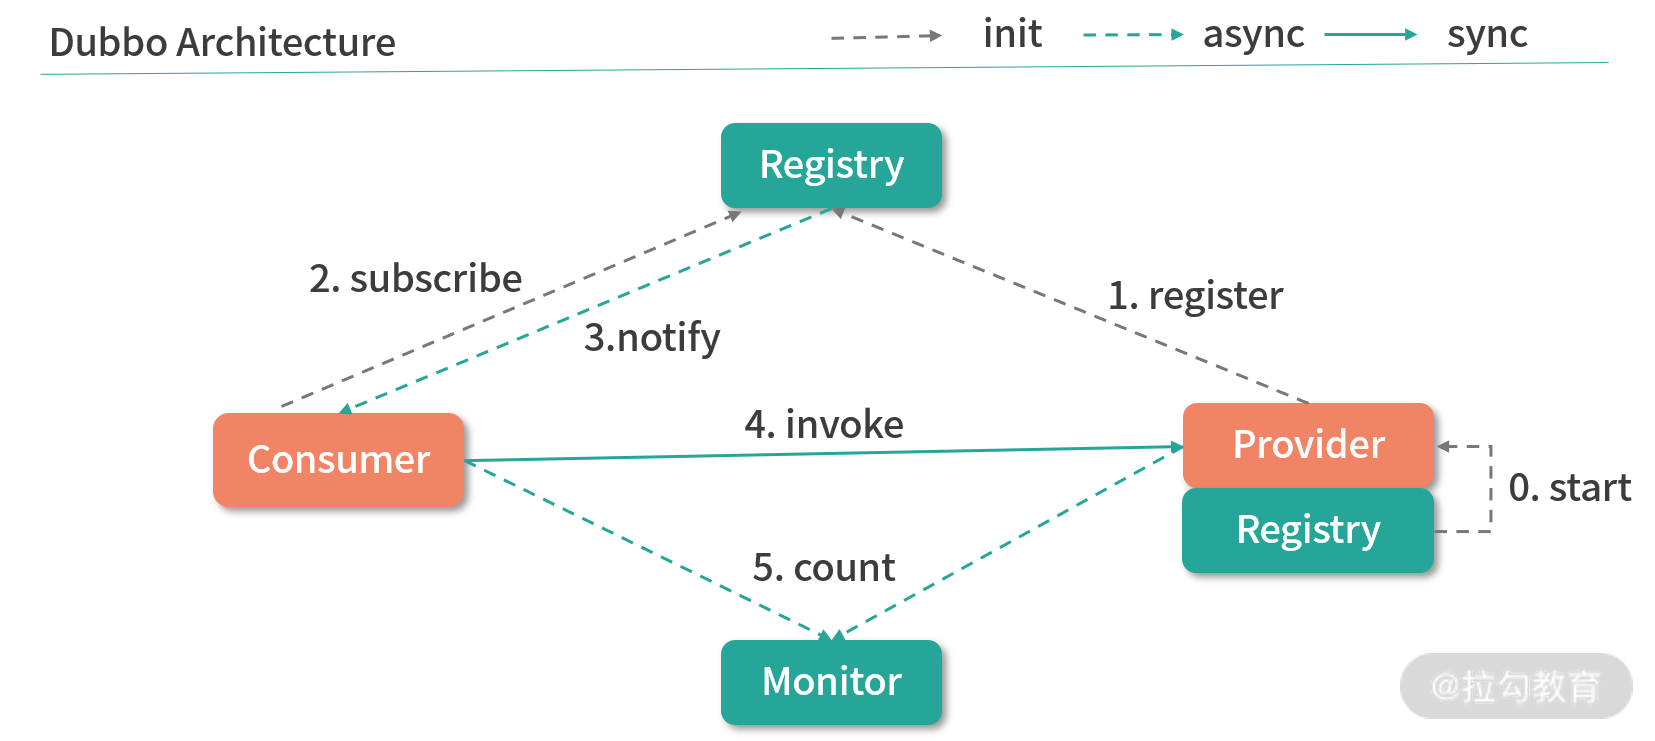 Dubbo Architecture
init
async
sync
Registry
2. subscribe
1. register
3.notify
4. invoke
Consumer
Provider
0. start
Registry
5. count
Monitor
@拉勾教育